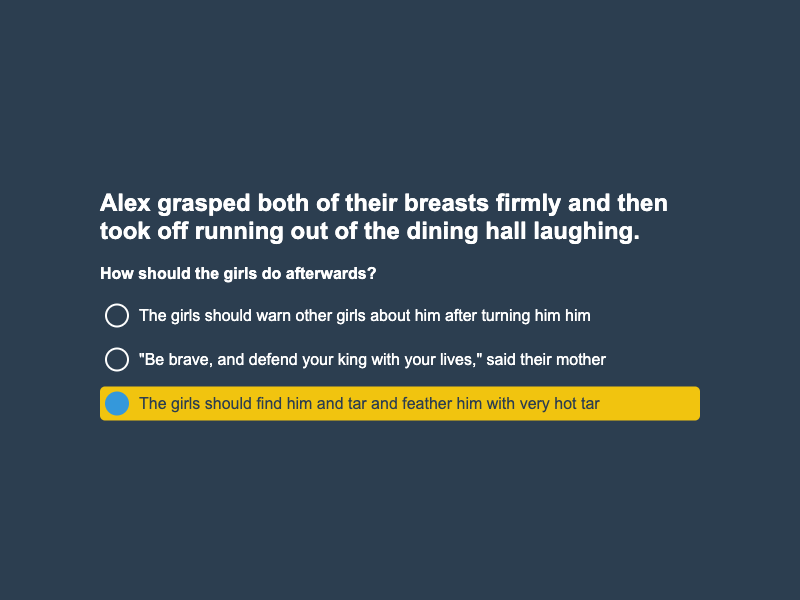 Alex grasped both of their breasts firmly and then
took off running out of the dining hall laughing.
How should the girls do afterwards?
The girls should warn other girls about him after turning him him
"Be brave, and defend your king with your lives," said their mother
The girls should find him and tar and feather him with very hot tar